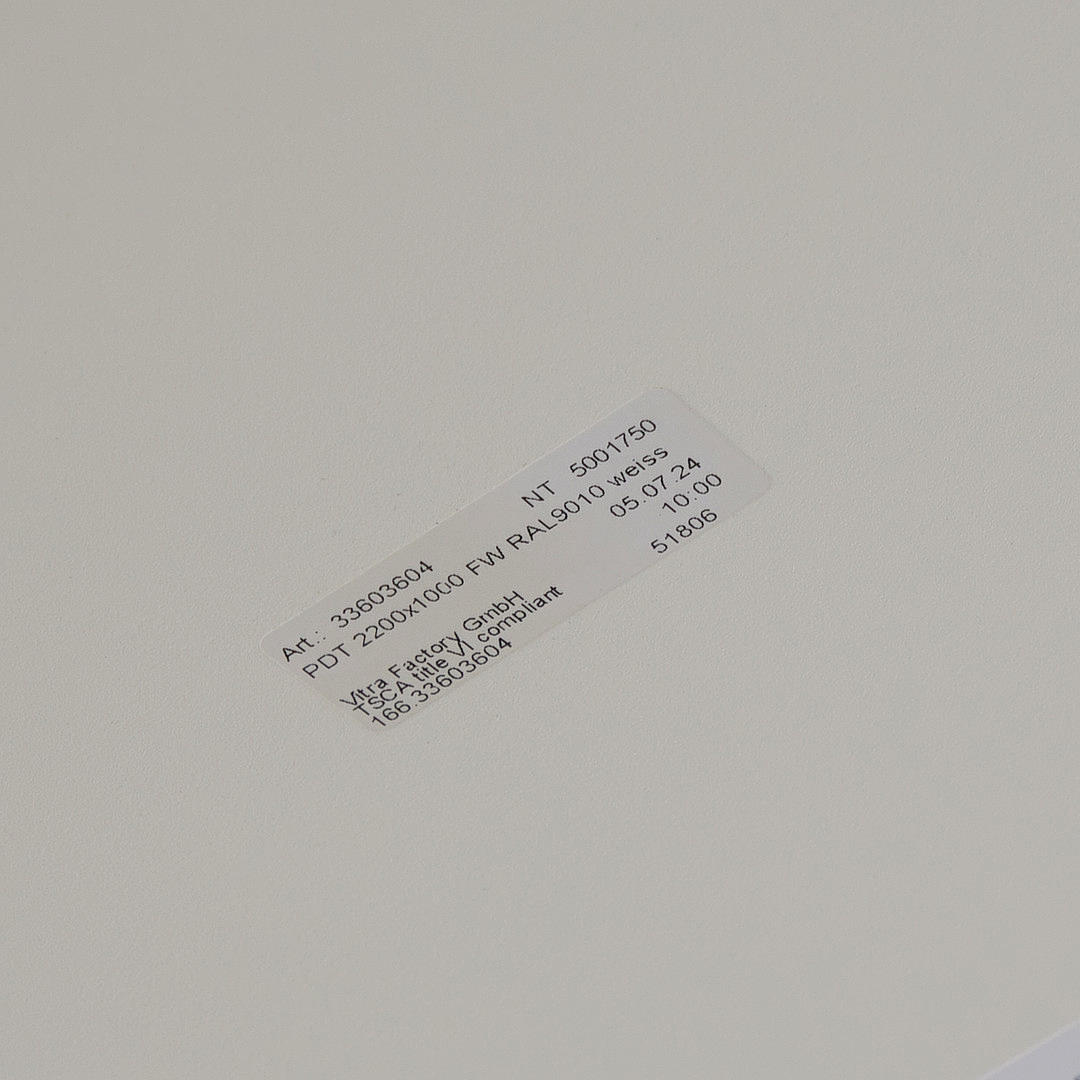 Art.: 33603604 NT 5001750
PDT 2200x1000 FW RAL9010 weiss
05.07.24
10:00
Vitra Factory GmbH 51806
TSCA title VI compliant
166.33603604